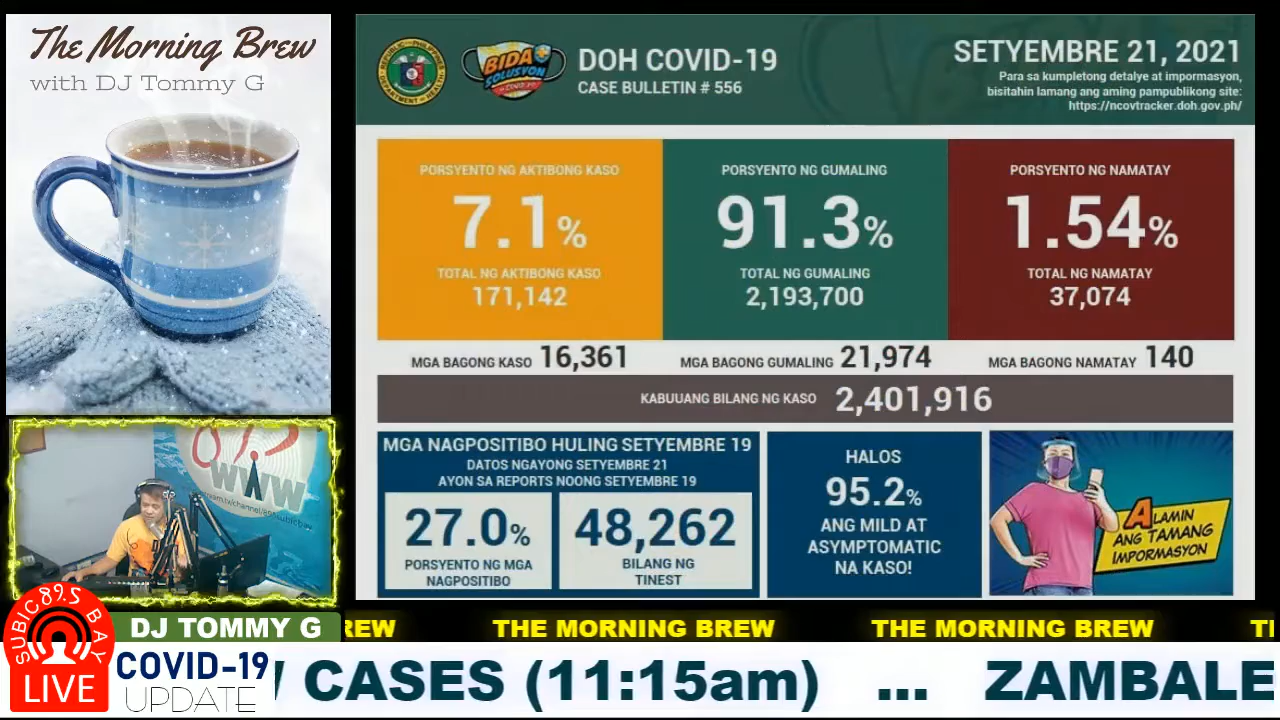 The Morning Brew
with DJ Tommy G
BIDA
SOLUSYON
DOH COVID-19
CASE BULLETIN # 556
SETYEMBRE 21, 2021
Para sa kumpletong detalye at impormasyon,
bisitahin lamang ang aming pampublikong site:
https://ncovtracker.doh.gov.ph/
PORSYENTO NG AKTIBONG KASO
7.1%
TOTAL NG AKTIBONG KASO
171,142
PORSYENTO NG GUMALING
91.3%
TOTAL NG GUMALING
2,193,700
PORSYENTO NG NAMATAY
1.54%
TOTAL NG NAMATAY
37,074
MGA BAGONG KASO 16,361
MGA BAGONG GUMALING 21,974
MGA BAGONG NAMATAY 140
KABUUANG BILANG NG KASO 2,401,916
MGA NAGPOSITIBO HULING SETYEMBRE 19
DATOS NGAYONG SETYEMBRE 21
AYON SA REPORTS NOONG SETYEMBRE 19
27.0%
PORSYENTO NG MGA
NAGPOSITIBO
48,262
BILANG NG
TINEST
HALOS
95.2%
ANG MILD AT
ASYMPTOMATIC
NA KASO!
ALAMIN
ANG TAMANG
IMPORMASYON
WWW
SUBIC 89.5 BAY
LIVE
DJ TOMMY G
REW THE MORNING BREW THE MORNING BREW
COVID-19
UPDATE
CASES (11:15am) ... ZAMBALE